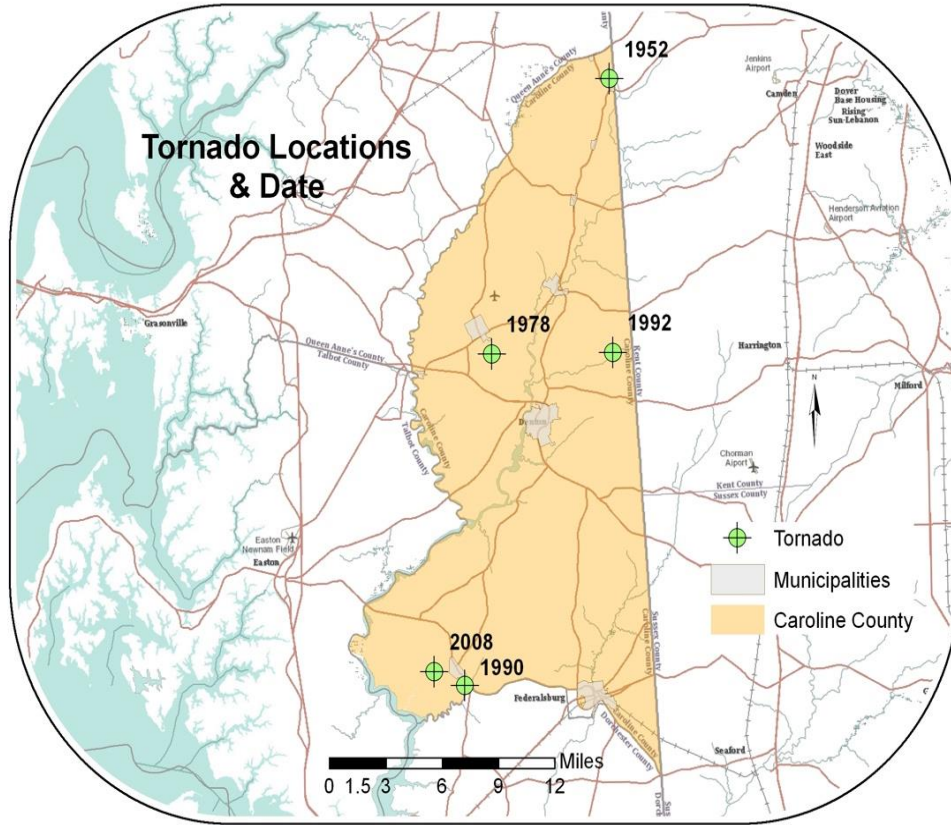 Tornado Locations
& Date
1952
1978
1992
2008
1990
Queen Anne's County
Caroline County
Jenkins
Airport
Camden
Dover
Base Housing
Rising
Sun-Lebanon
Woodside
East
Henderson Aviation
Airport
Grasonville
Queen Anne's County
Talbot County
Kent County
Caroline County
Harrington
N
Milford
Caroline County
Talbot County
Chorman
Aiport
Kent County
Sussex County
Easton
Newnam Field
Easton
Tornado
Municipalities
Caroline County
Sussex County
Caroline County
Federalsburg
Caroline County
Dorchester County
Seaford
Miles
0 1.5 3 6 9 12